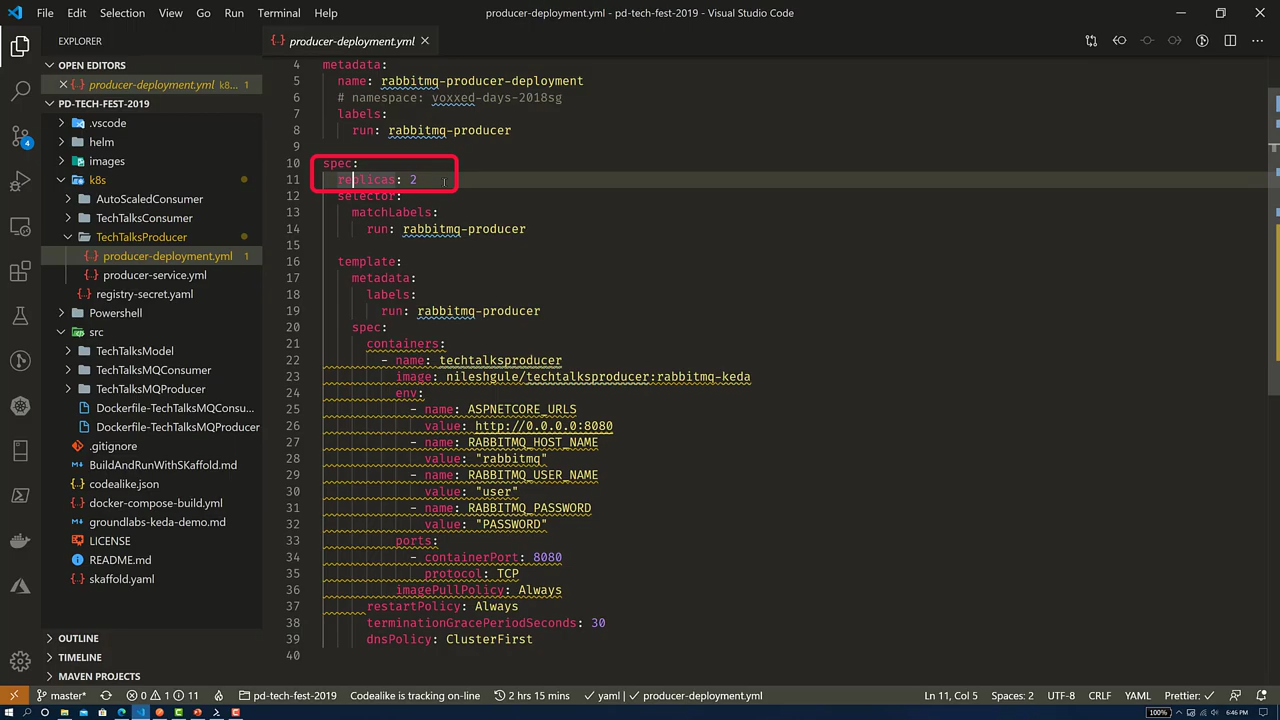 File Edit Selection View Go Run Terminal Help
producer-deployment.yml - pd-tech-fest-2019 - Visual Studio Code
EXPLORER
OPEN EDITORS
producer-deployment.yml k8s... 1
PD-TECH-FEST-2019
.vscode
helm
images
k8s
AutoScaledConsumer
TechTalksConsumer
TechTalksProducer
producer-deployment.yml 1
producer-service.yml
registry-secret.yaml
Powershell
src
TechTalksModel
TechTalksMQConsumer
TechTalksMQProducer
Dockerfile-TechTalksMQConsu...
Dockerfile-TechTalksMQProducer
.gitignore
BuildAndRunWithSKaffold.md
codealike.json
docker-compose-build.yml
groundlabs-keda-demo.md
LICENSE
README.md
skaffold.yaml
OUTLINE
TIMELINE
MAVEN PROJECTS
4
producer-deployment.yml
4 metadata:
5 name: rabbitmq-producer-deployment
6 # namespace: voxxed-days-2018sg
7 labels:
8 run: rabbitmq-producer
9
10 spec:
11 replicas: 2
12 selector:
13 matchLabels:
14 run: rabbitmq-producer
15
16 template:
17 metadata:
18 labels:
19 run: rabbitmq-producer
20 spec:
21 containers:
22 - name: techtalksproducer
23 image: nileshgule/techtalksproducer:rabbitmq-keda
24 env:
25 - name: ASPNETCORE_URLS
26 value: http://0.0.0.0:8080
27 - name: RABBITMQ_HOST_NAME
28 value: "rabbitmq"
29 - name: RABBITMQ_USER_NAME
30 value: "user"
31 - name: RABBITMQ_PASSWORD
32 value: "PASSWORD"
33 ports:
34 - containerPort: 8080
35 protocol: TCP
36 imagePullPolicy: Always
37 restartPolicy: Always
38 terminationGracePeriodSeconds: 30
39 dnsPolicy: ClusterFirst
40
master* 0 1 11 pd-tech-fest-2019 Codealike is tracking on-line 2 hrs 15 mins yaml | producer-deployment.yml Ln 11, Col 5 Spaces: 2 UTF-8 CRLF YAML Prettier:
100% 6:46 PM